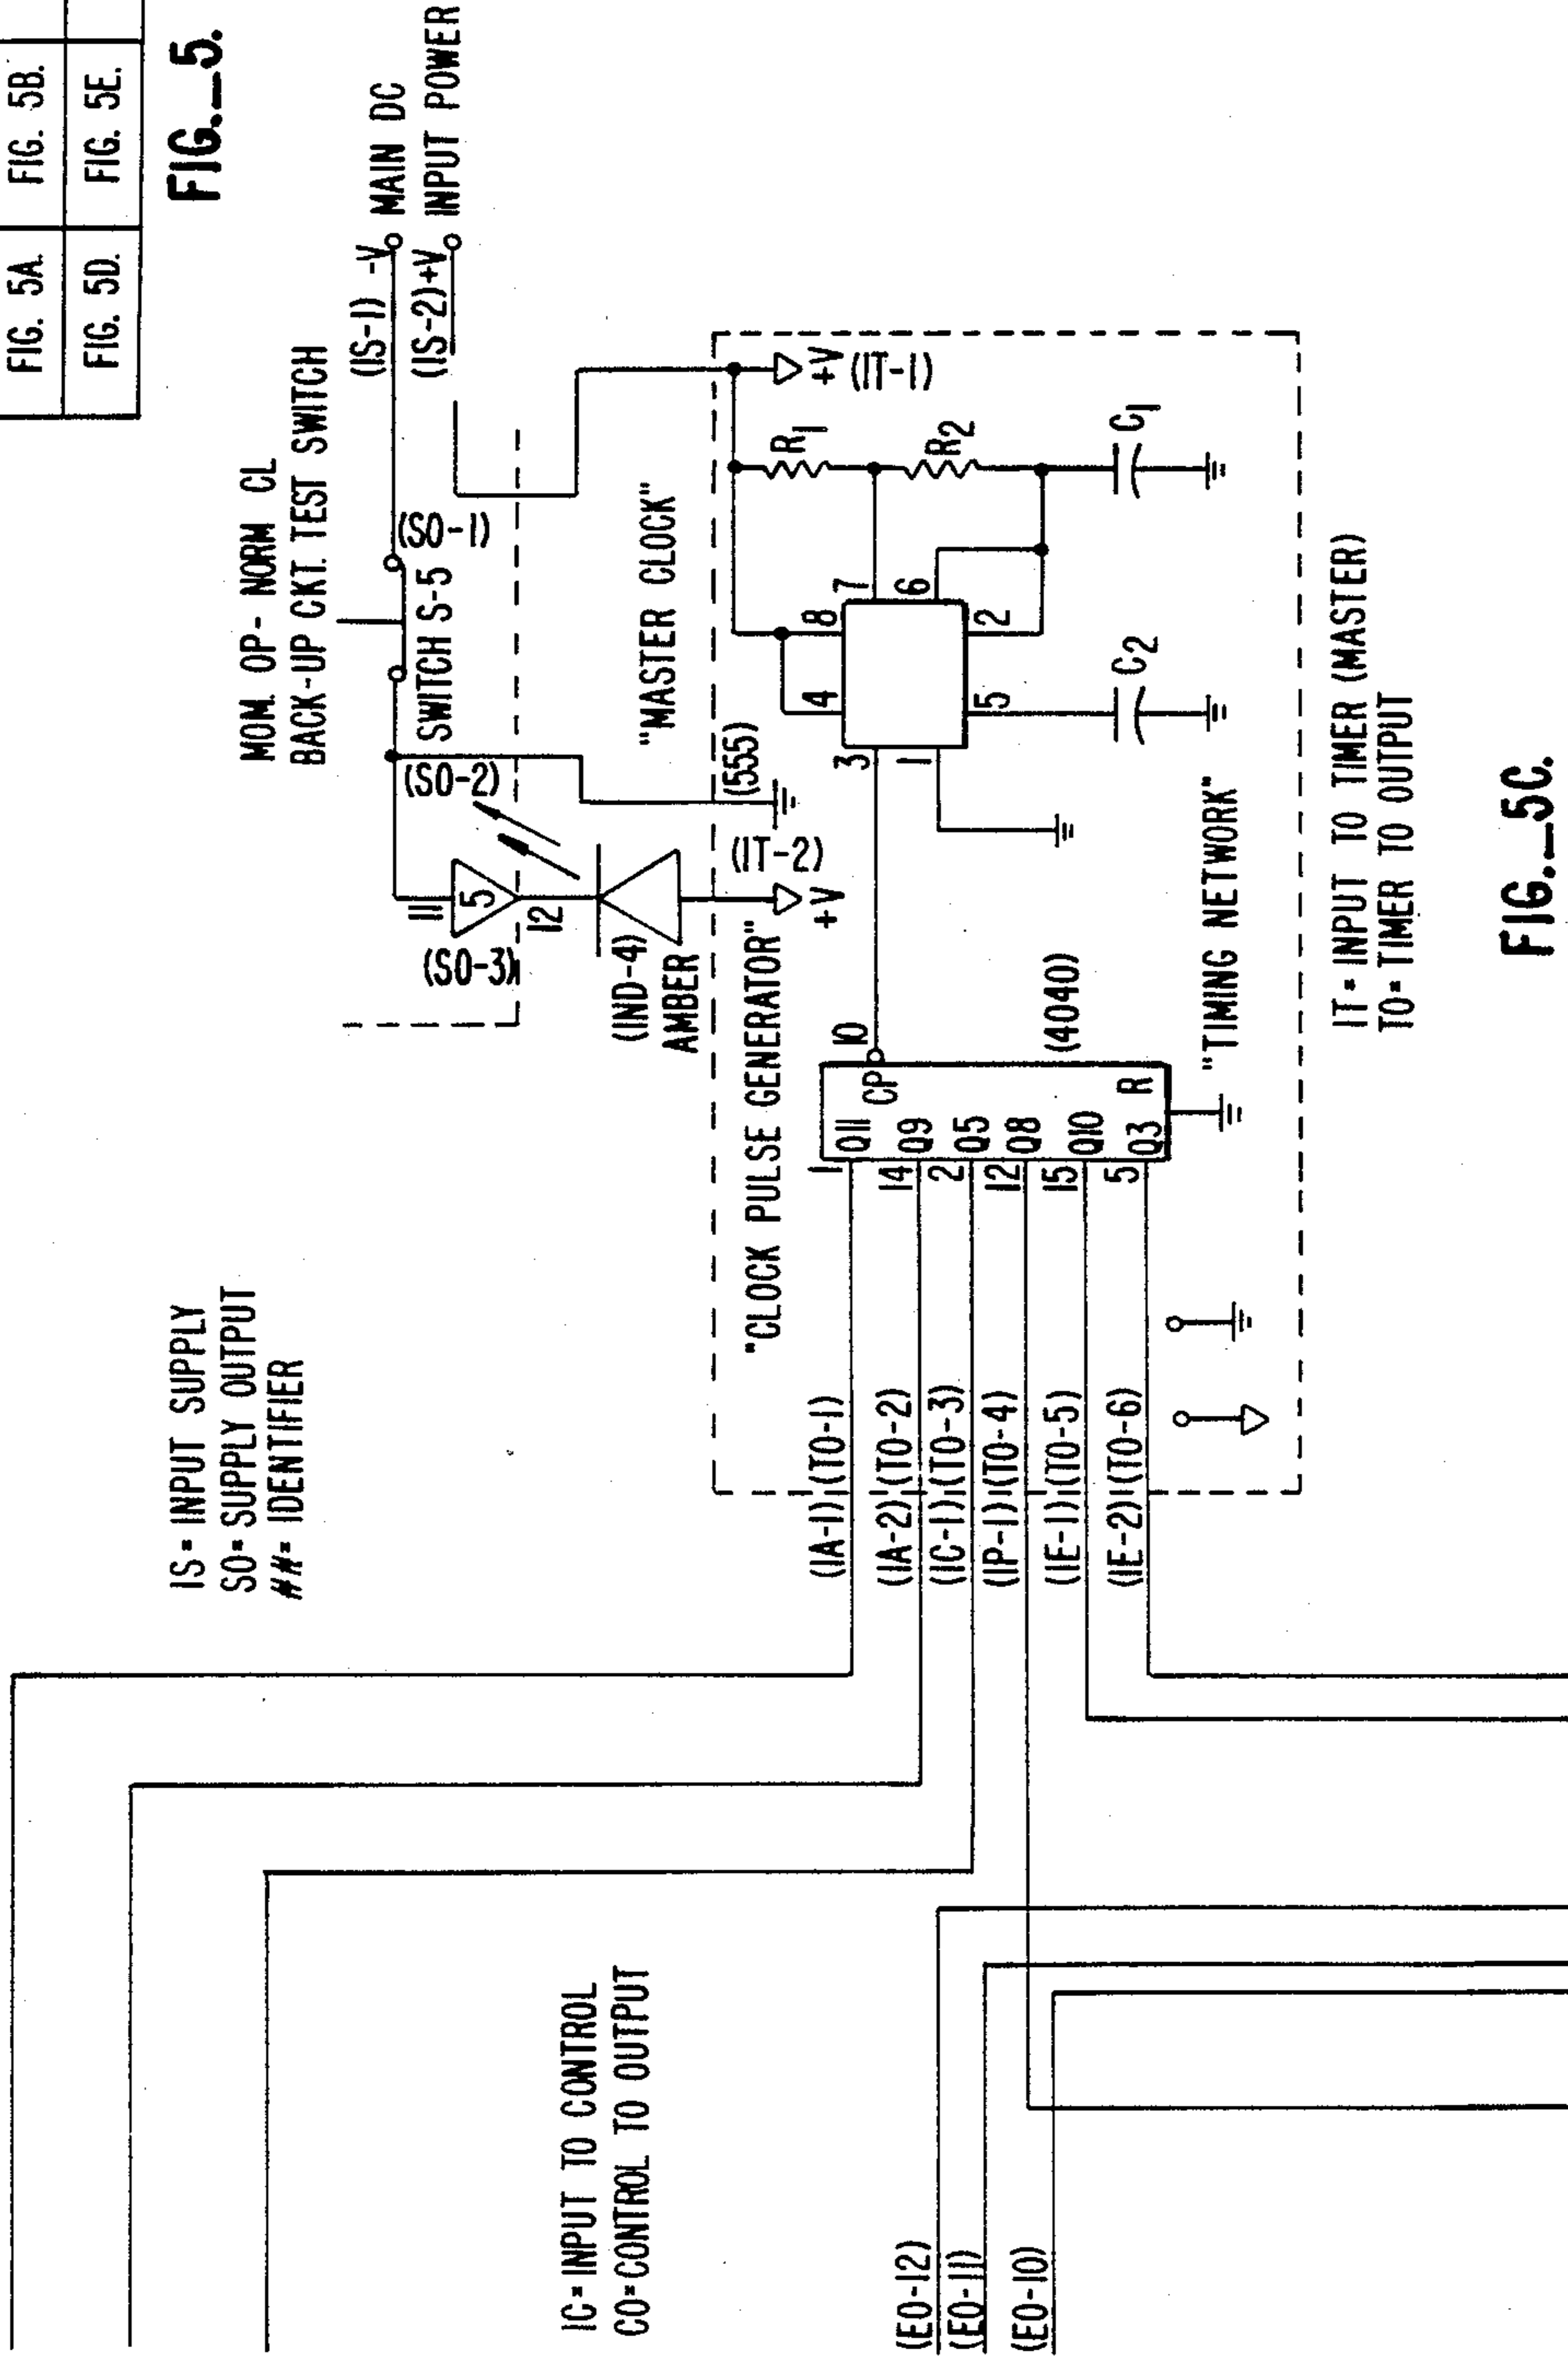 FIG. 5A. FIG. 5B.
FIG. 5D. FIG. 5E.
FIG._5.
IS= INPUT SUPPLY
SO= SUPPLY OUTPUT
##= IDENTIFIER
MOM. OP- NORM CL
BACK-UP CKT. TEST SWITCH
(IS-1) -V MAIN DC
(IS-2)+V INPUT POWER
(SO-1)
SWITCH S-5
(SO-2)
11
5
12
(SO-3)
(IND-4)
AMBER
IC=INPUT TO CONTROL
CO=CONTROL TO OUTPUT
"MASTER CLOCK"
(555)
(IT-2)
+V
+V (IT-1)
"CLOCK PULSE GENERATOR"
R1
R2
C1
C2
4 8
3 7
1 6
5 2
10
CP
(4040)
R
1 Q11
14 Q9
2 Q5
12 Q8
15 Q10
5 Q3
"TIMING NETWORK"
(IA-1) (TO-1)
(IA-2) (TO-2)
(IC-1) (TO-3)
(IP-1) (TO-4)
(IE-1) (TO-5)
(IE-2) (TO-6)
(EO-12)
(EO-11)
(EO-10)
IT= INPUT TO TIMER (MASTER)
TO= TIMER TO OUTPUT
FIG._5C.